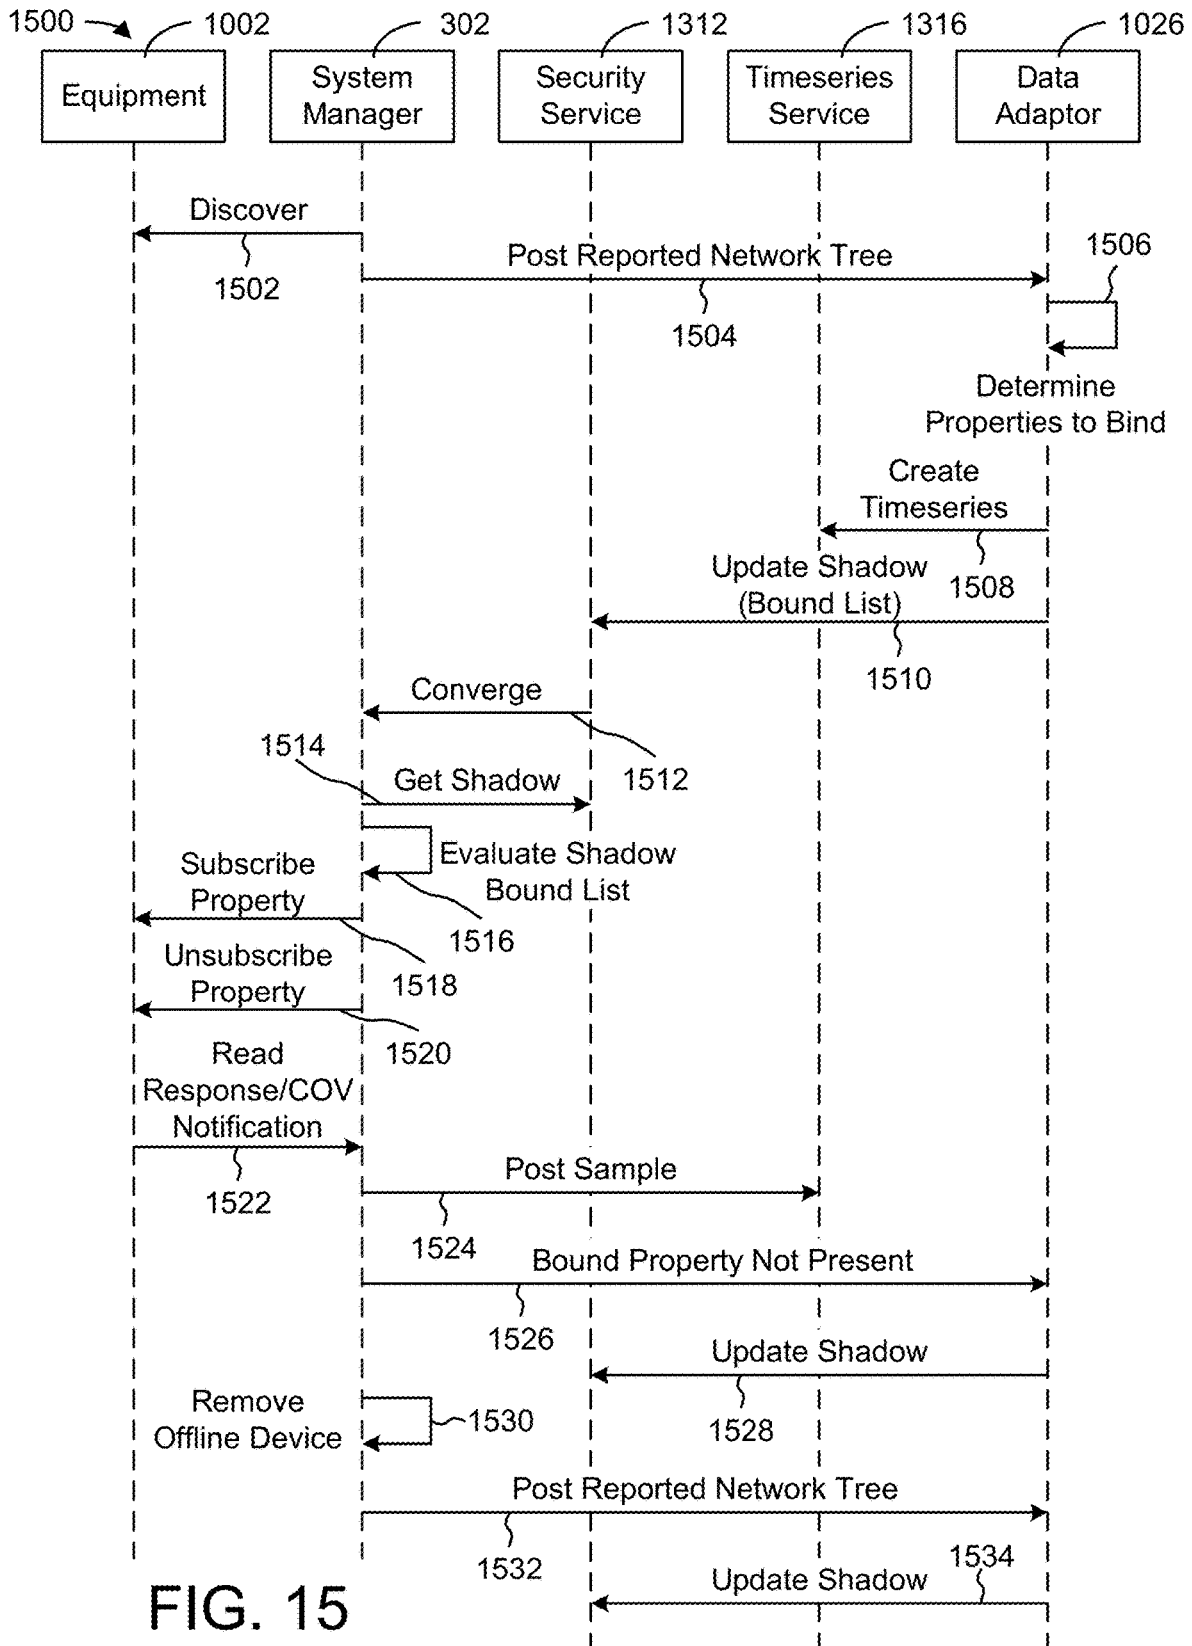 1500
1002
302
1312
1316
1026
Equipment
System
Manager
Security
Service
Timeseries
Service
Data
Adaptor
Discover
1502
Post Reported Network Tree
1504
1506
Determine
Properties to Bind
Create
Timeseries
1508
Update Shadow
(Bound List)
1510
Converge
1512
1514
Get Shadow
Evaluate Shadow
Bound List
1516
Subscribe
Property
1518
Unsubscribe
Property
1520
Read
Response/COV
Notification
1522
Post Sample
1524
Bound Property Not Present
1526
Update Shadow
1528
Remove
Offline Device
1530
Post Reported Network Tree
1532
Update Shadow
1534
FIG. 15